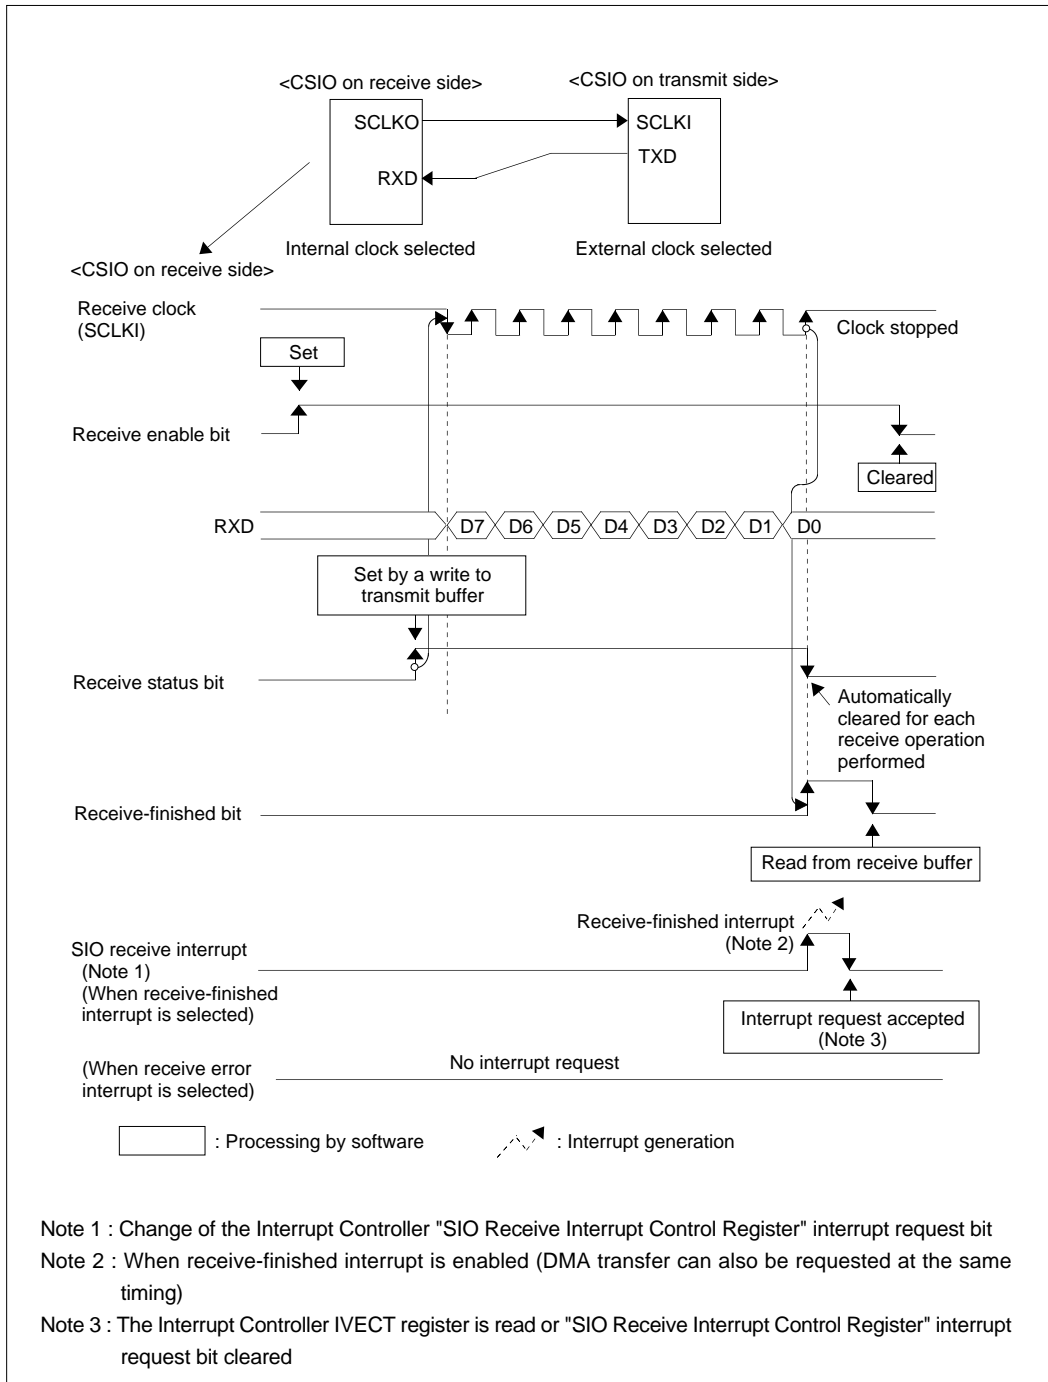 <CSIO on receive side>
<CSIO on transmit side>
SCLKO
SCLKI
TXD
RXD
Internal clock selected
External clock selected
<CSIO on receive side>
Receive clock
(SCLKI)
Clock stopped
Set
Receive enable bit
Cleared
RXD
D7 D6 D5 D4 D3 D2 D1 D0
Set by a write to
transmit buffer
Receive status bit
Automatically
cleared for each
receive operation
performed
Receive-finished bit
Read from receive buffer
Receive-finished interrupt
(Note 2)
SIO receive interrupt
(Note 1)
(When receive-finished
interrupt is selected)
Interrupt request accepted
(Note 3)
(When receive error
interrupt is selected)
No interrupt request
: Processing by software
: Interrupt generation
Note 1 : Change of the Interrupt Controller "SIO Receive Interrupt Control Register" interrupt request bit
Note 2 : When receive-finished interrupt is enabled (DMA transfer can also be requested at the same
timing)
Note 3 : The Interrupt Controller IVECT register is read or "SIO Receive Interrupt Control Register" interrupt
request bit cleared